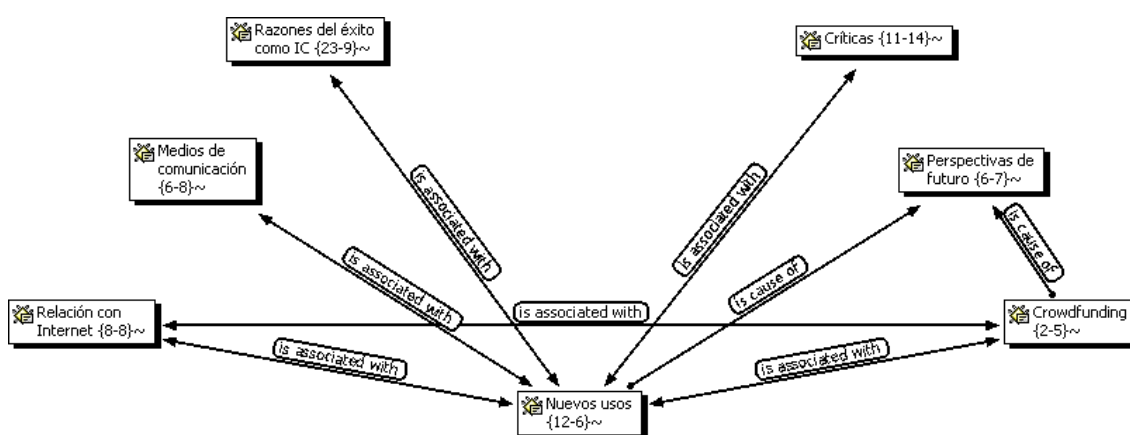 Razones del éxito
como IC {23-9}~
Críticas {11-14}~
Medios de
comunicación
{6-8}~
Perspectivas de
futuro {6-7}~
is associated with
is associated with
is cause of
is associated with
is cause of
Relación con
Internet {8-8}~
is associated with
Crowdfunding
{2-5}~
is associated with
is associated with
Nuevos usos
{12-6}~